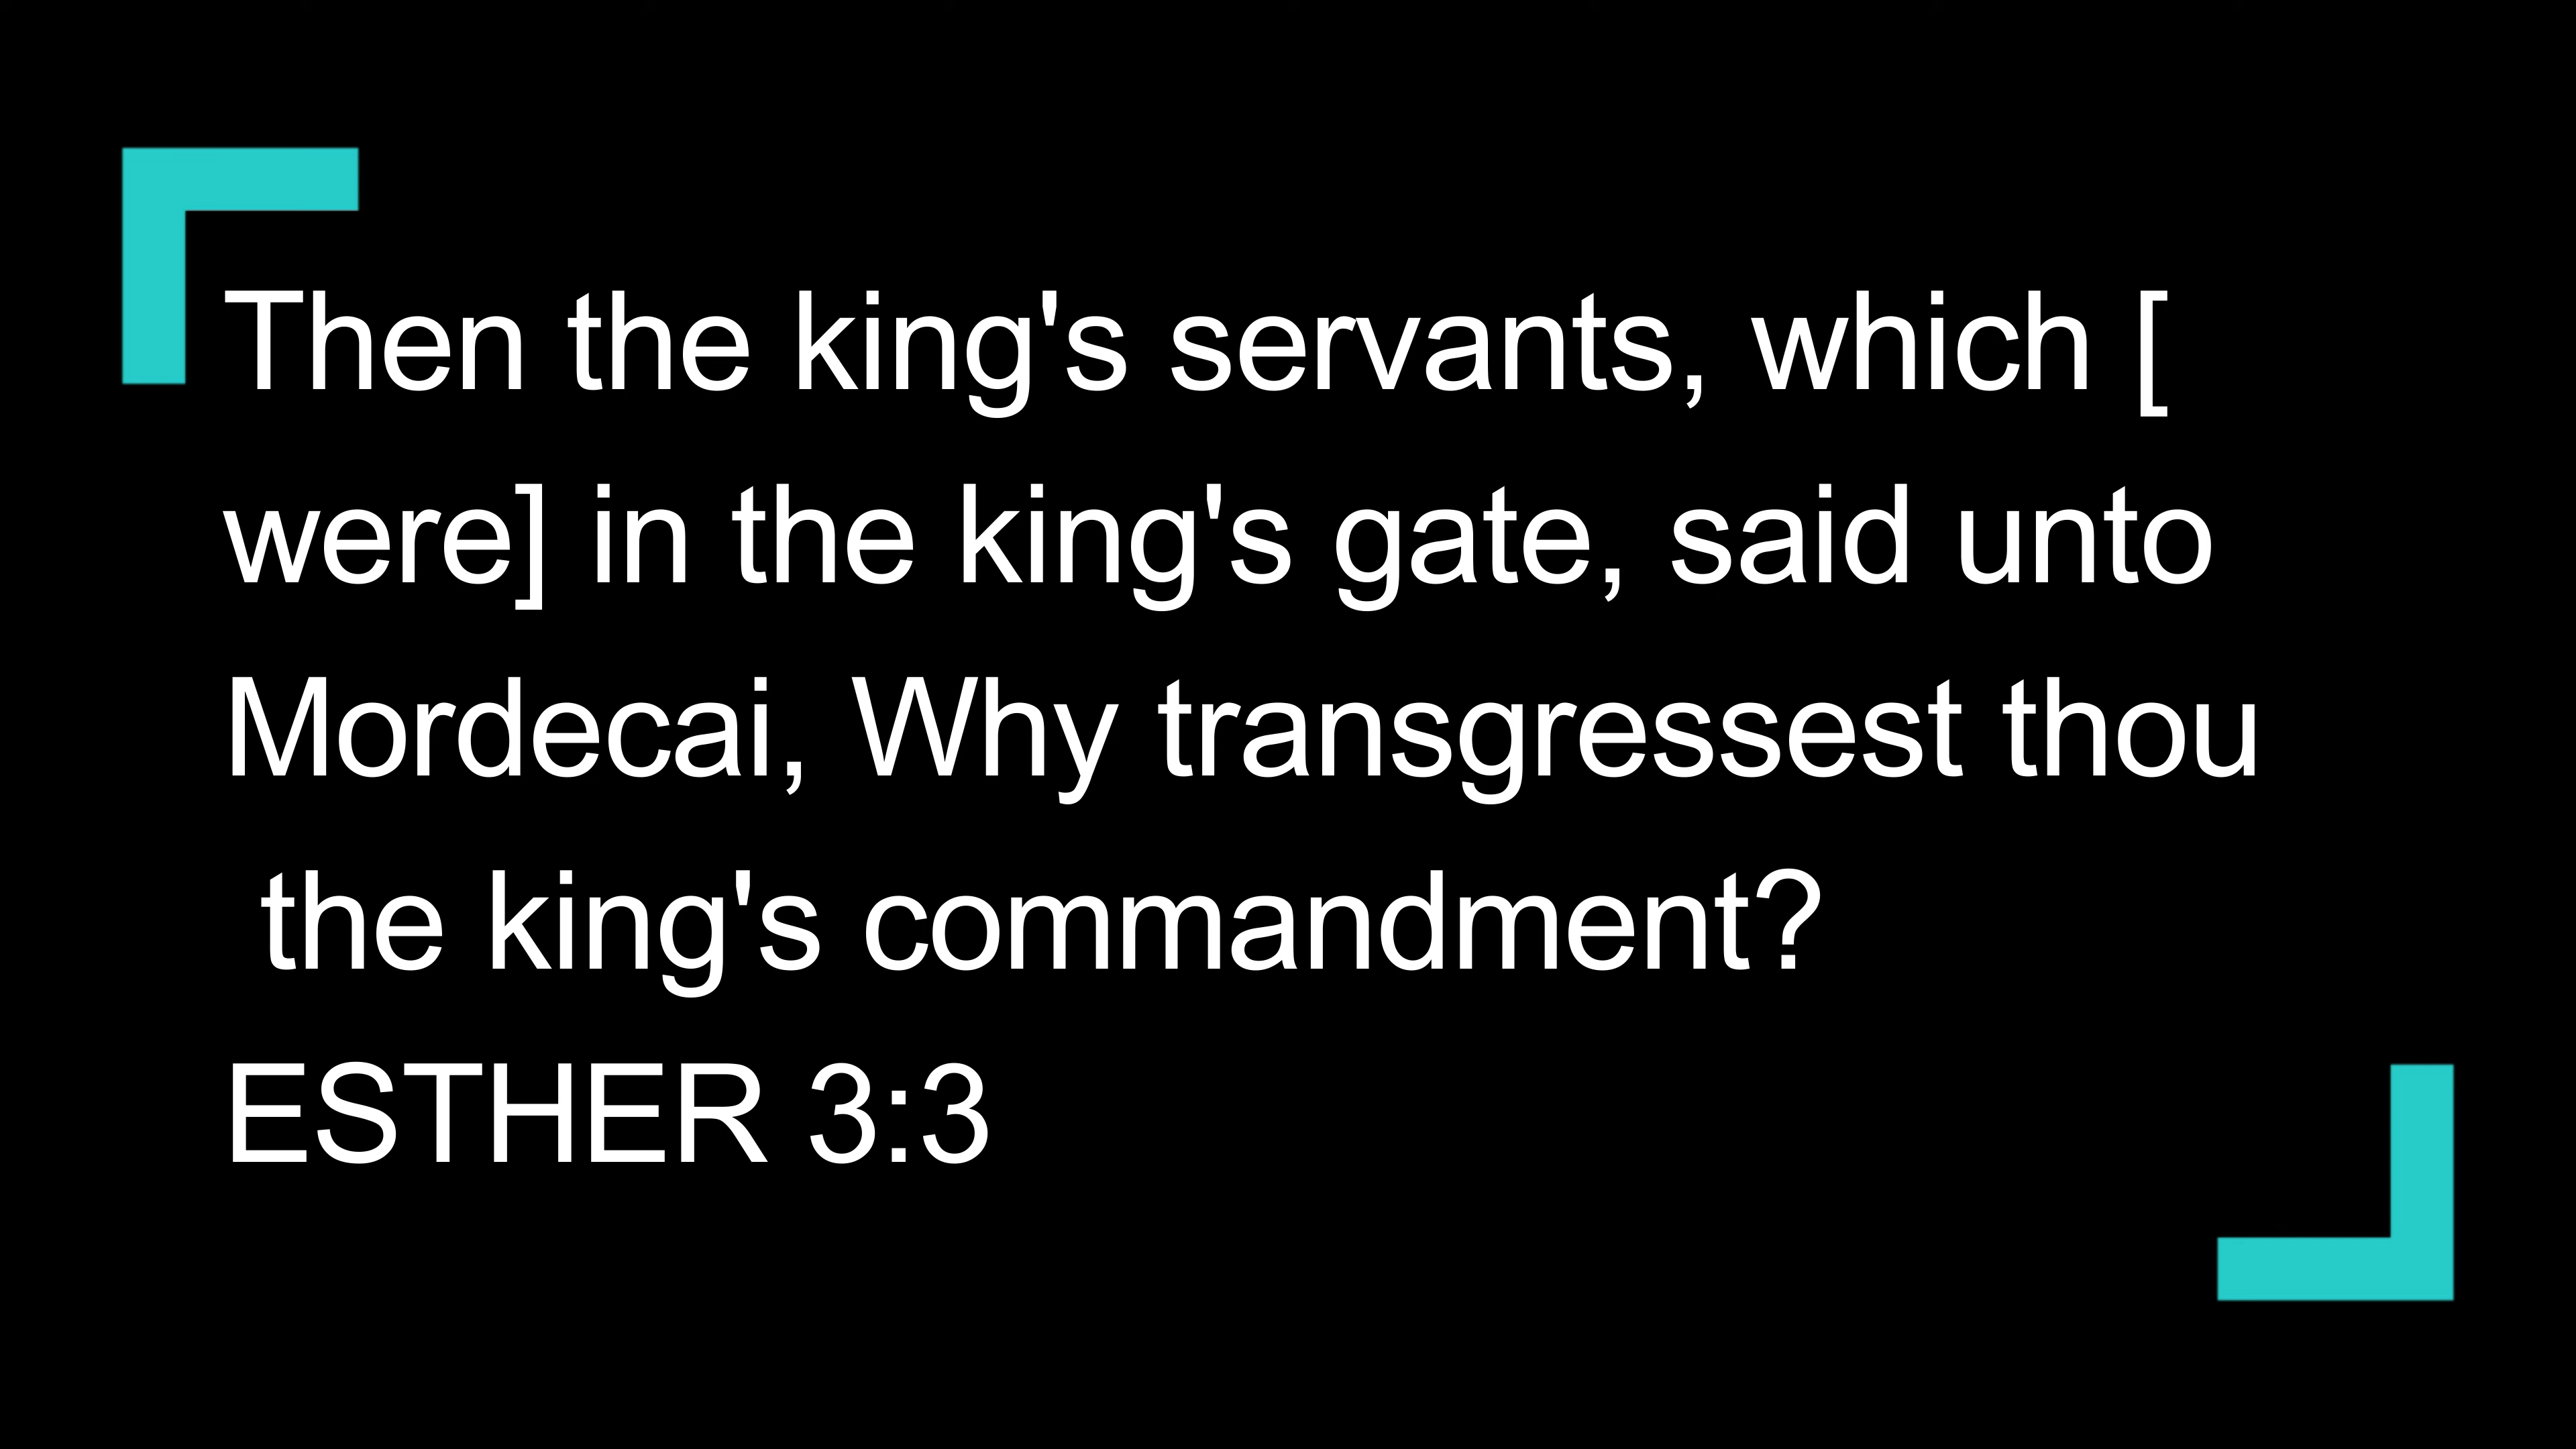 Then the king's servants, which [
were] in the king's gate, said unto
Mordecai, Why transgressest thou
the king's commandment?
ESTHER 3:3